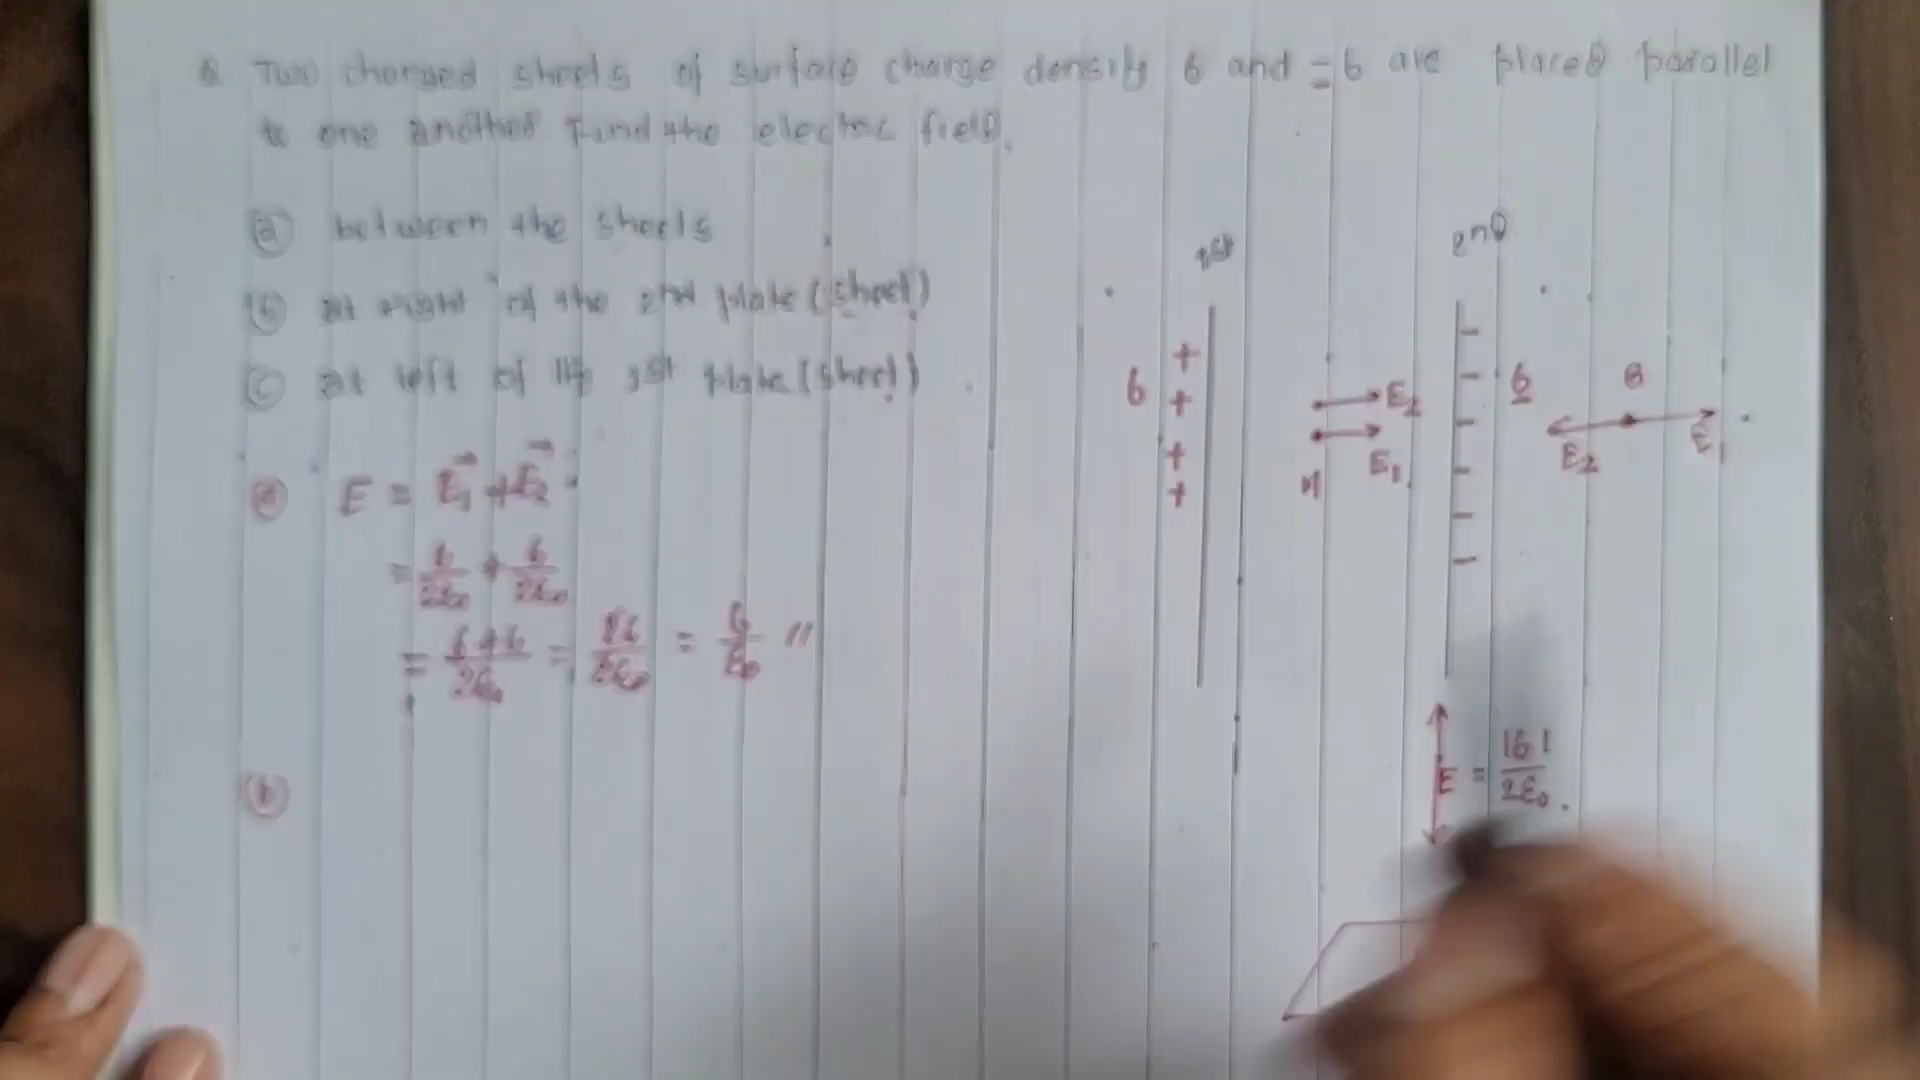 Q Two charged sheets of surface charge density б and -б are placed parallel
to one another Find the electric field.
(a) between the sheets
(b) at right of the 2nd plate (sheet)
(c) at left of the 1st plate (sheet)
1st
2nd
б
+
+
+
+
E₂
E₁
б
B
E₂
E₁
(a) E = E₁ + E₂
= б/2ε₀ + б/2ε₀
= б+б/2ε₀ = 2б/2ε₀ = б/ε₀ //
(b)
E = |б|/2ε₀.